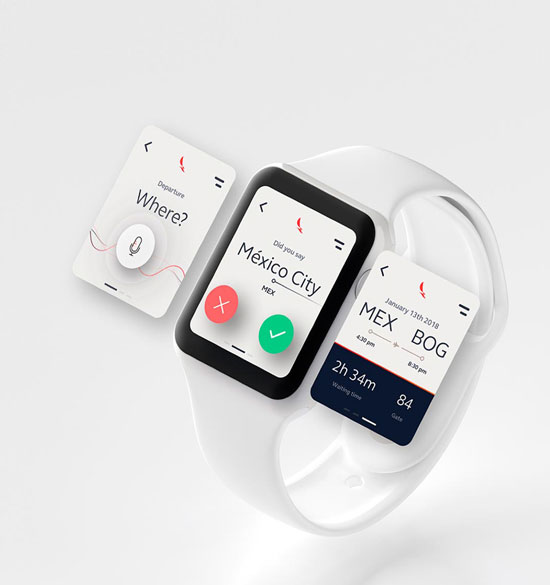 Departure
Where?
Did you say
México City
MEX
January 13th 2018
MEX BOG
4:30 pm 8:30 pm
2h 34m 84
Waiting time Gate